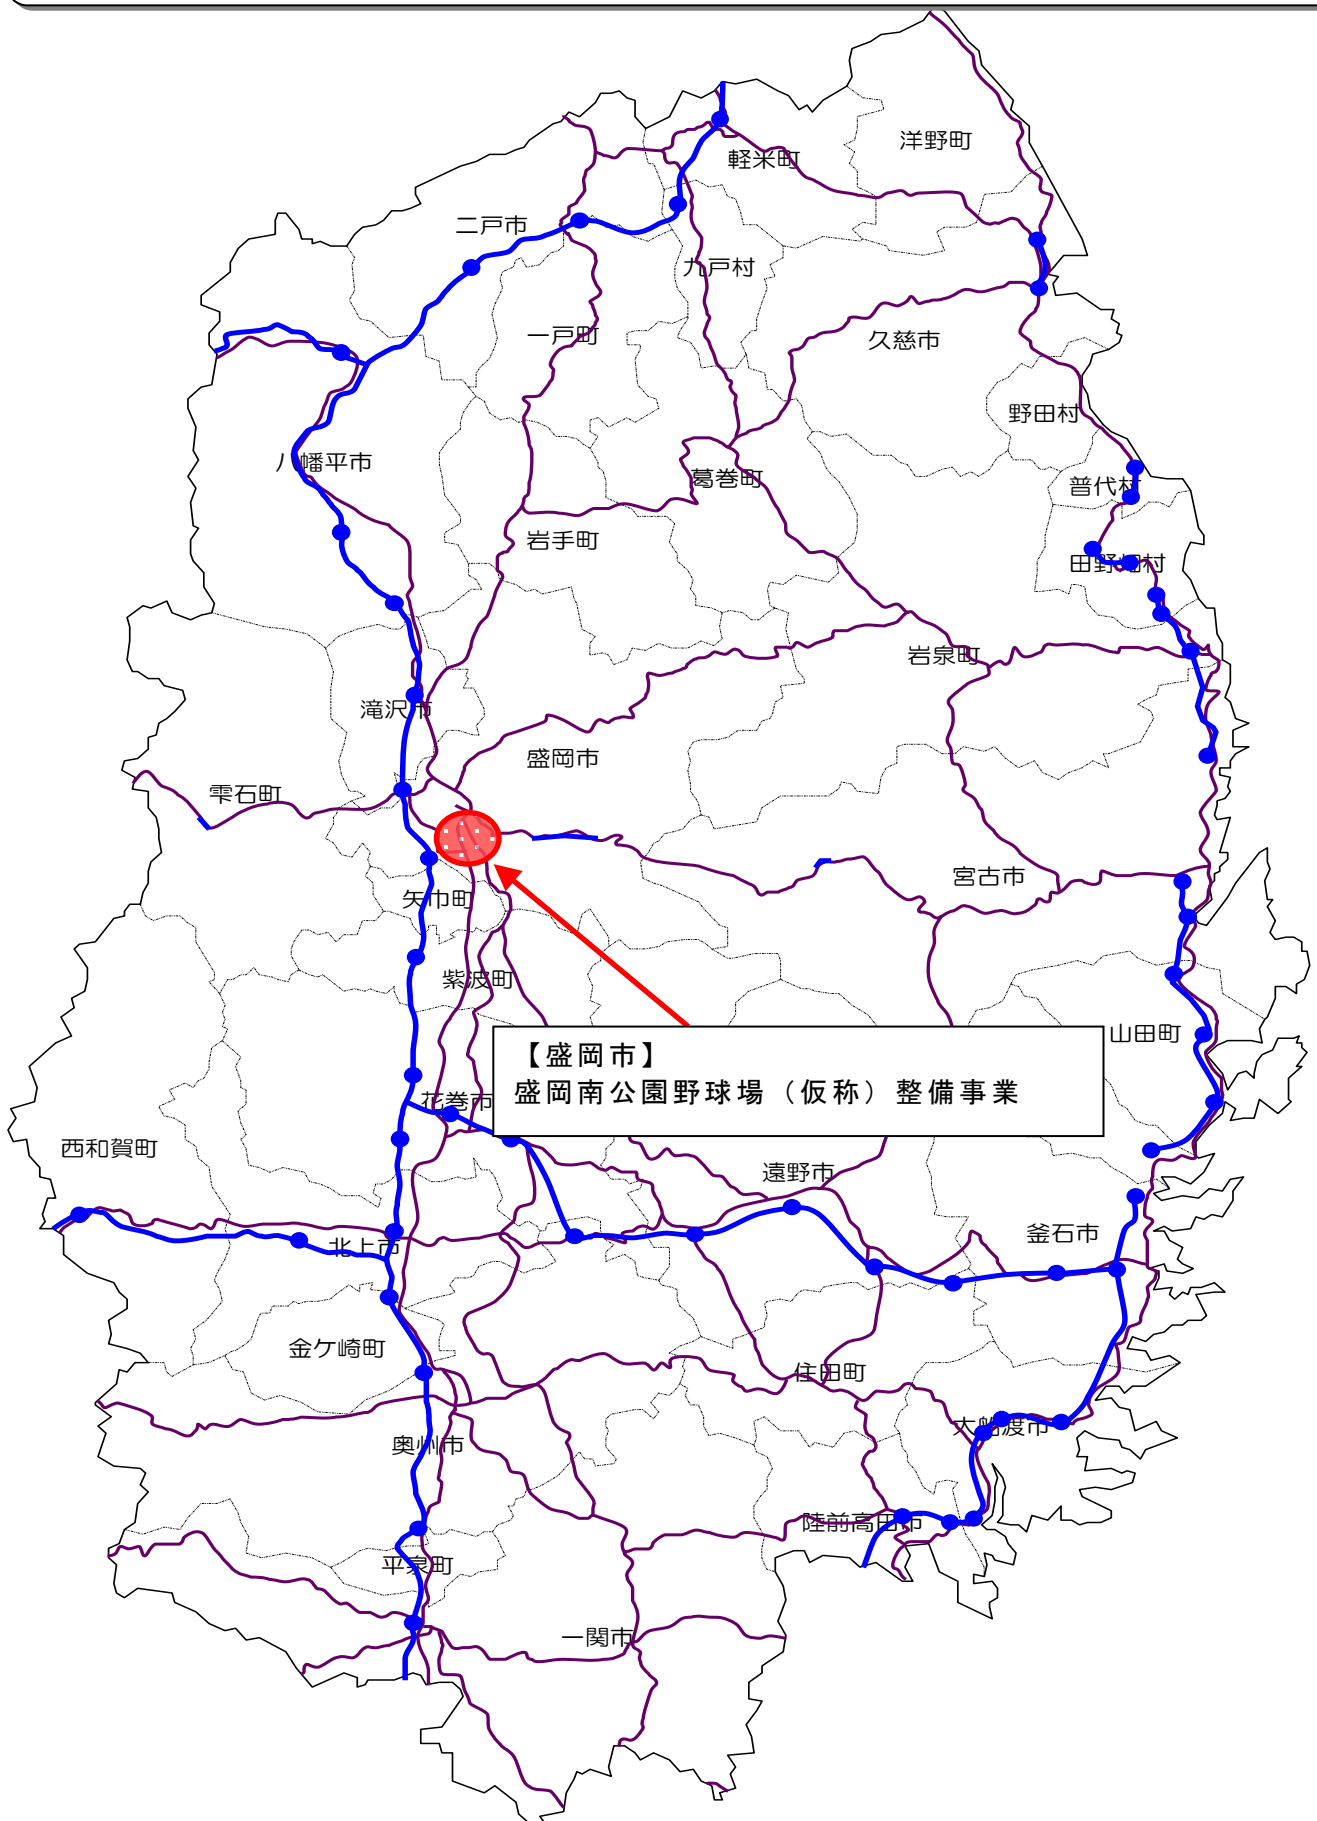 洋野町
軽米町
二戸市
九戸村
一戸町
久慈市
野田村
八幡平市
葛巻町
普代村
岩手町
田野畑村
岩泉町
滝沢市
盛岡市
雫石町
宮古市
矢巾町
紫波町
山田町
【盛岡市】
盛岡南公園野球場（仮称）整備事業
花巻市
西和賀町
遠野市
釜石市
北上市
金ケ崎町
住田町
大船渡市
奥州市
陸前高田市
平泉町
一関市